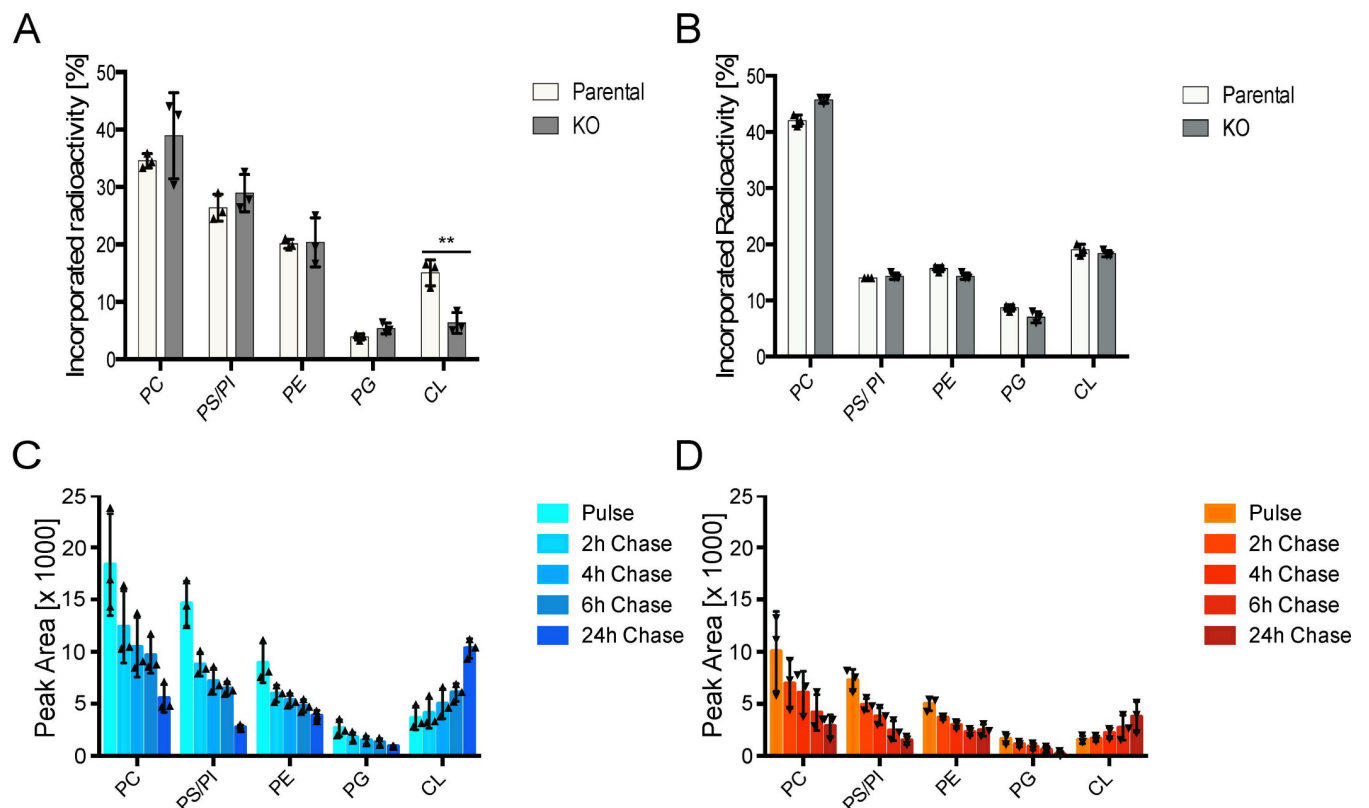 A
Incorporated radioactivity [%]
50
40
30
20
10
0
**
PC
PS/PI
PE
PG
CL
Parental
KO
B
Incorporated Radioactivity [%]
50
40
30
20
10
0
PC
PS/PI
PE
PG
CL
Parental
KO
C
Peak Area [x 1000]
25
20
15
10
5
0
PC
PS/PI
PE
PG
CL
Pulse
2h Chase
4h Chase
6h Chase
24h Chase
D
Peak Area [x 1000]
25
20
15
10
5
0
PC
PS/PI
PE
PG
CL
Pulse
2h Chase
4h Chase
6h Chase
24h Chase